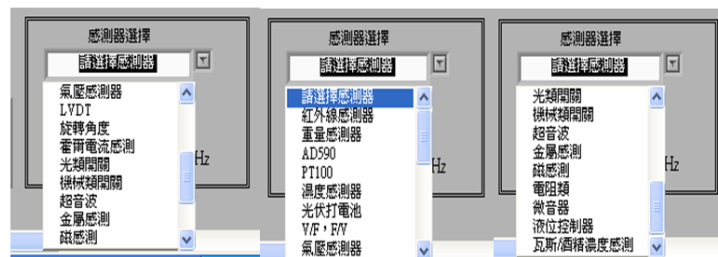 感測器選擇
請選擇感測器
氣壓感測器
LVDT
旋轉角度
霍爾電流感測
光類開關
機械類開關
超音波
金屬感測
磁感測
Hz
感測器選擇
請選擇感測器
請選擇感測器
紅外線感測器
重量感測器
AD590
PT100
濕度感測器
光伏打電池
V/F，F/V
氣壓感測器
Hz
感測器選擇
請選擇感測器
光類開關
機械類開關
超音波
金屬感測
磁感測
電阻類
微音器
液位控制器
瓦斯/酒精濃度感測
Hz